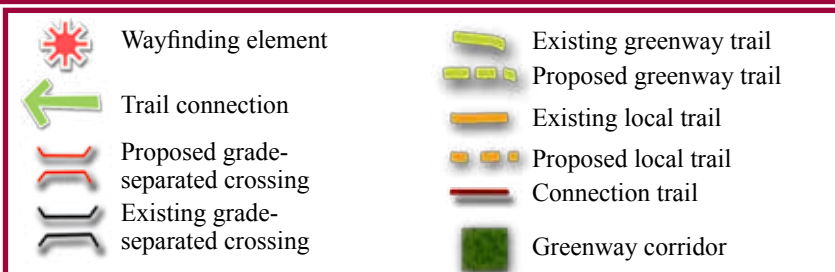 Wayfinding element
Trail connection
Proposed grade-
separated crossing
Existing grade-
separated crossing
Existing greenway trail
Proposed greenway trail
Existing local trail
Proposed local trail
Connection trail
Greenway corridor